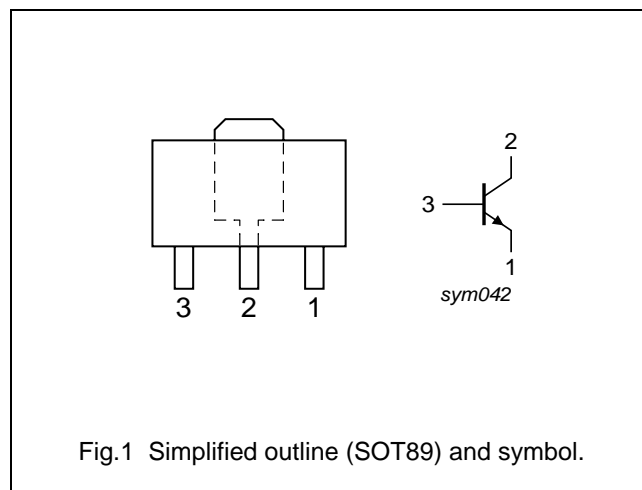 2
3
1
sym042
3 2 1
Fig.1 Simplified outline (SOT89) and symbol.